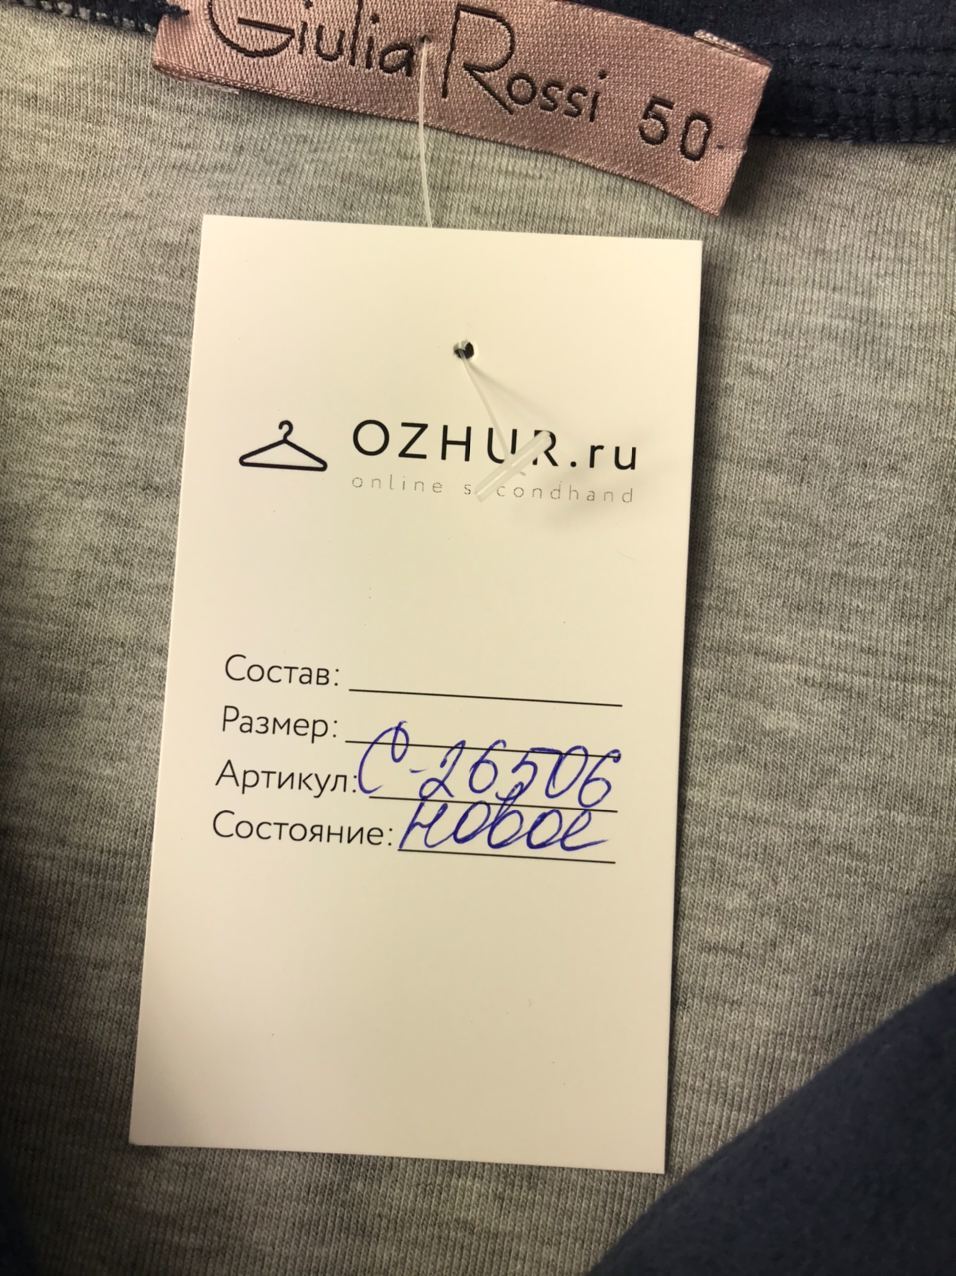 Giulia Rossi 50
OZHUR.ru
online secondhand
Состав:
Размер:
Артикул: С-26506
Состояние: новое